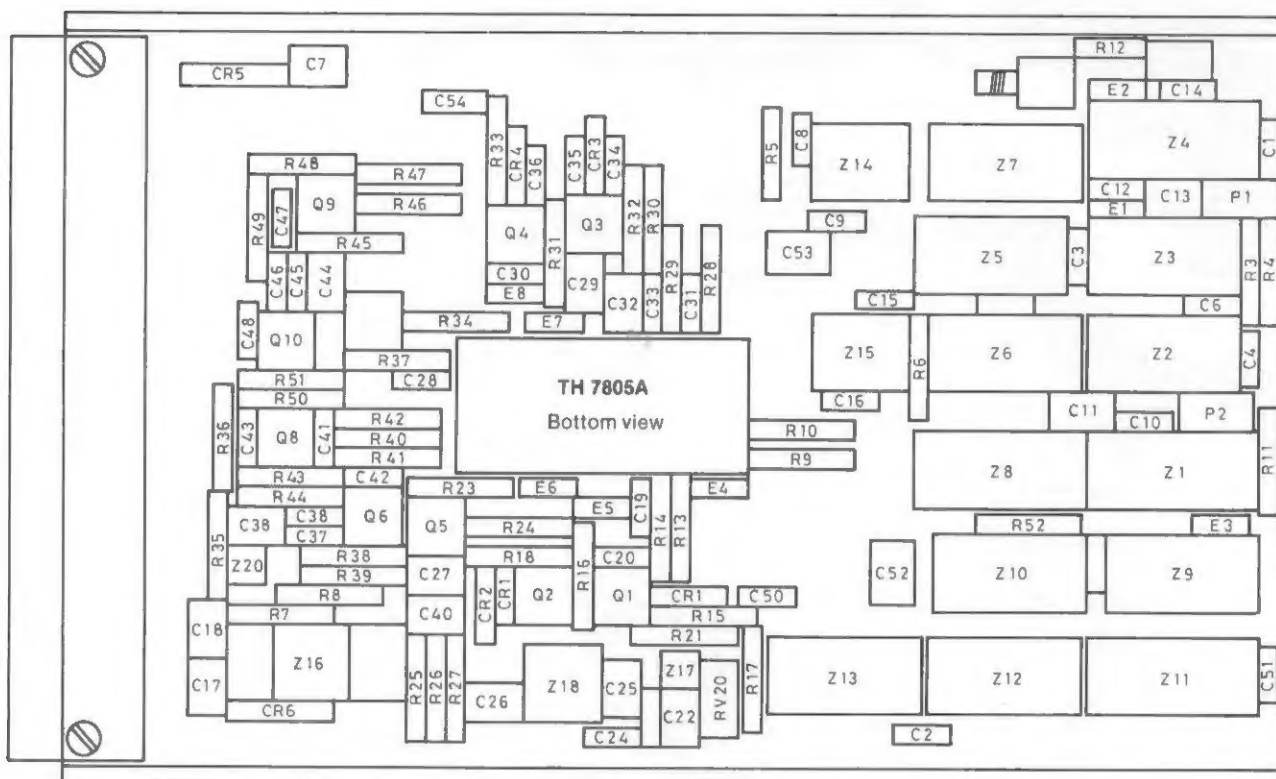 R12
CR5
C7
E2
C14
C54
R33
CR4
C36
C35
CR3
C34
R5
C8
Z14
Z7
Z4
C1
R48
R47
R46
R49
C47
Q9
R45
R32
R30
C12
E1
C13
P1
Q4
R31
Q3
C9
C53
Z5
C3
Z3
R3
R4
C46
C45
C44
C30
E8
C29
C32
C33
R29
C31
R28
C15
C6
C48
Q10
R34
E7
R37
C28
Z15
R6
Z6
Z2
C4
R51
R50
TH 7805A
Bottom view
C16
C11
C10
P2
R36
C43
Q8
C41
R42
R40
R41
R10
R9
Z8
Z1
R11
R43
C42
R44
R23
E6
E5
C19
E4
R35
C38
C38
C37
Q6
Q5
R24
R14
R13
R52
E3
Z20
R38
R39
R18
R16
C20
C52
Z10
Z9
R8
C27
CR2
CR1
Q2
Q1
CR1
C50
R7
C40
R15
R21
C18
Z16
C17
R25
R26
R27
C26
Z18
C25
Z17
C22
RV20
R17
Z13
Z12
Z11
C51
CR6
C24
C2